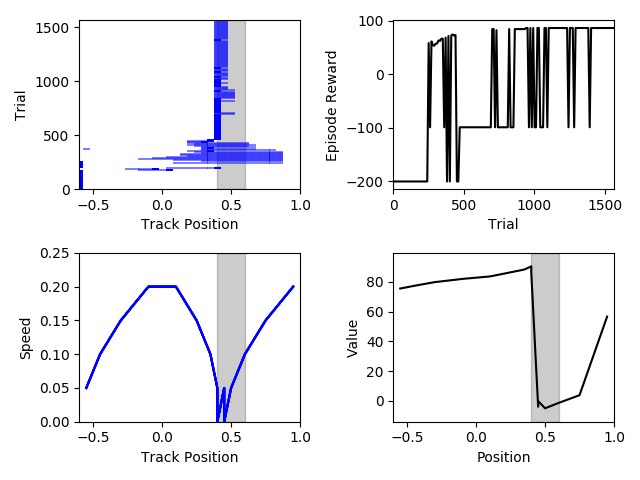 1500
1000
500
0
Trial
−0.5 0.0 0.5 1.0
Track Position
100
0
−100
−200
Episode Reward
0 500 1000 1500
Trial
0.25
0.20
0.15
0.10
0.05
0.00
Speed
−0.5 0.0 0.5 1.0
Track Position
80
60
40
20
0
Value
−0.5 0.0 0.5 1.0
Position